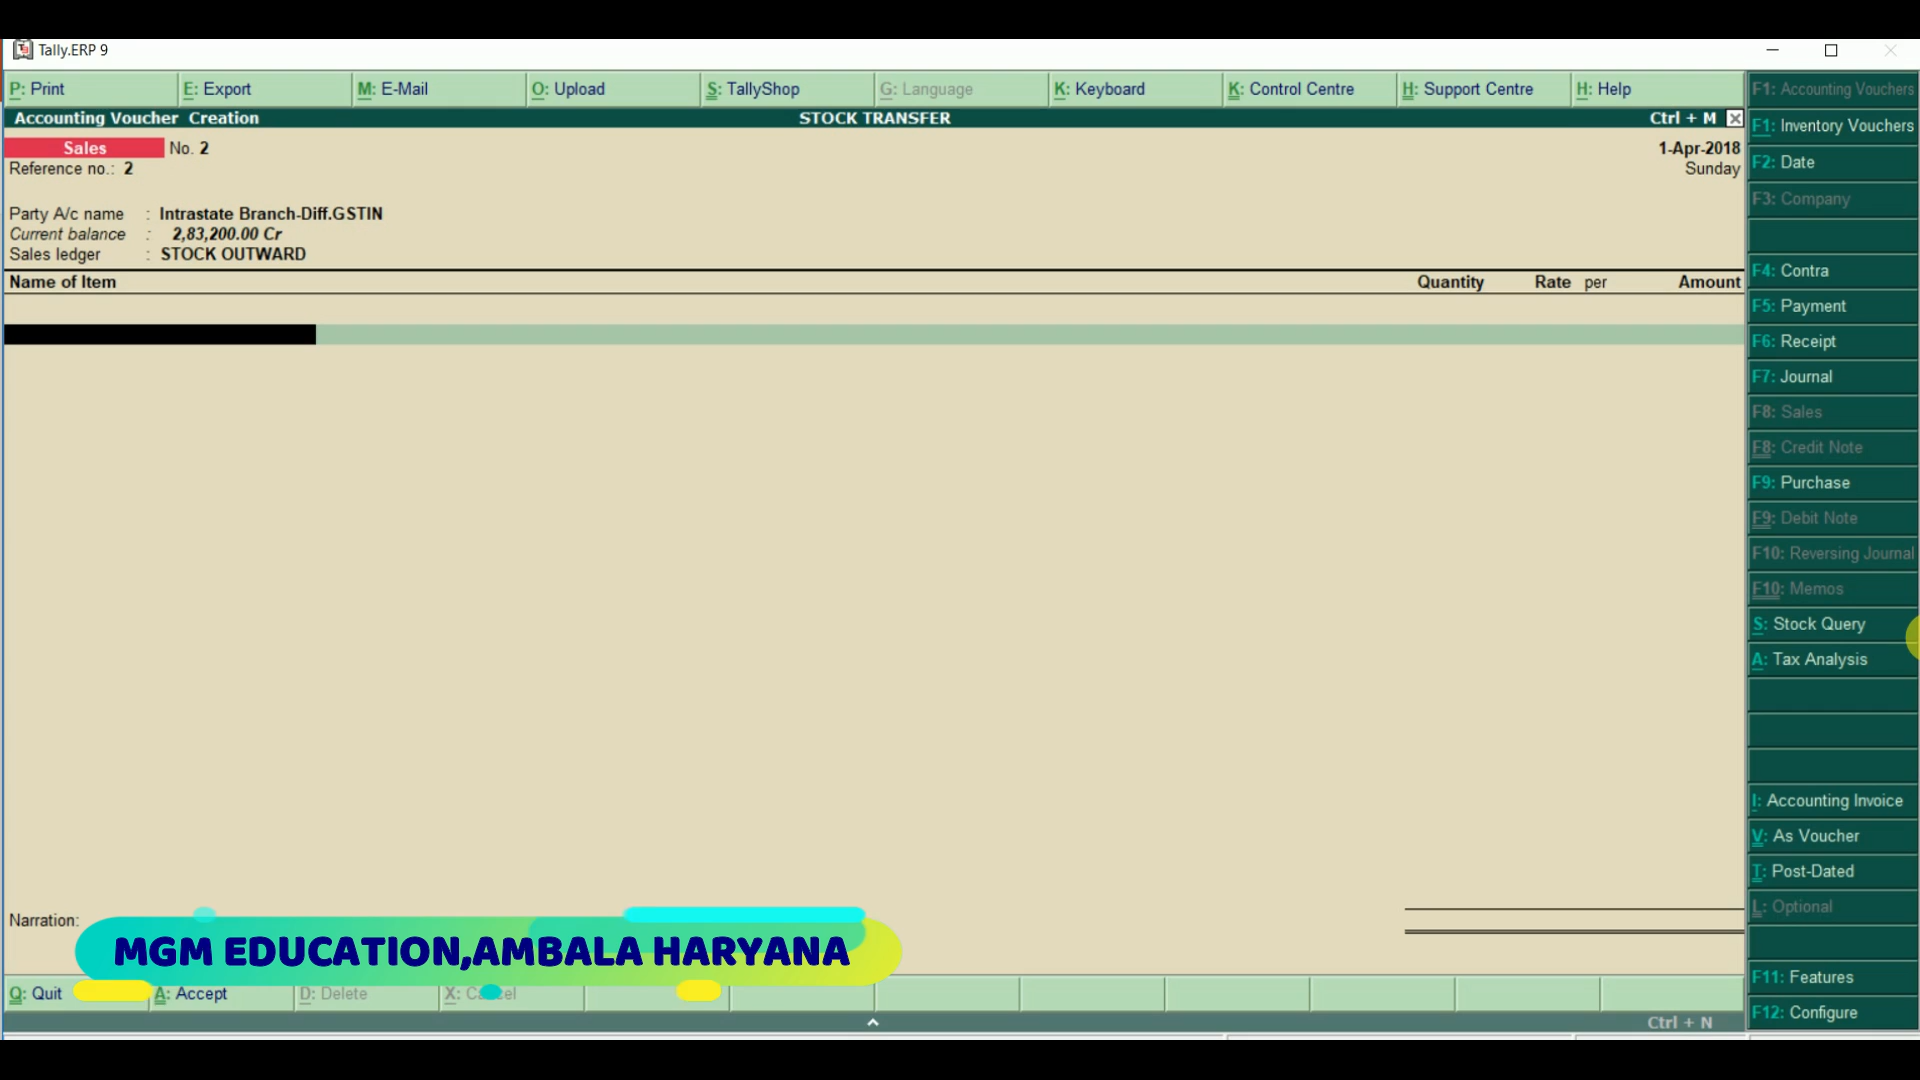 Tally.ERP 9
P: Print E: Export M: E-Mail O: Upload S: TallyShop G: Language K: Keyboard K: Control Centre H: Support Centre H: Help
Accounting Voucher Creation STOCK TRANSFER Ctrl + M
Sales No. 2 1-Apr-2018
Reference no.: 2 Sunday
Party A/c name : Intrastate Branch-Diff.GSTIN
Current balance : 2,83,200.00 Cr
Sales ledger : STOCK OUTWARD
Name of Item Quantity Rate per Amount
Narration:
MGM EDUCATION,AMBALA HARYANA
Q: Quit A: Accept D: Delete X: Cancel
Ctrl + N
F1: Accounting Vouchers
F1: Inventory Vouchers
F2: Date
F3: Company
F4: Contra
F5: Payment
F6: Receipt
F7: Journal
F8: Sales
F8: Credit Note
F9: Purchase
F9: Debit Note
F10: Reversing Journal
F10: Memos
S: Stock Query
A: Tax Analysis
I: Accounting Invoice
V: As Voucher
T: Post-Dated
L: Optional
F11: Features
F12: Configure